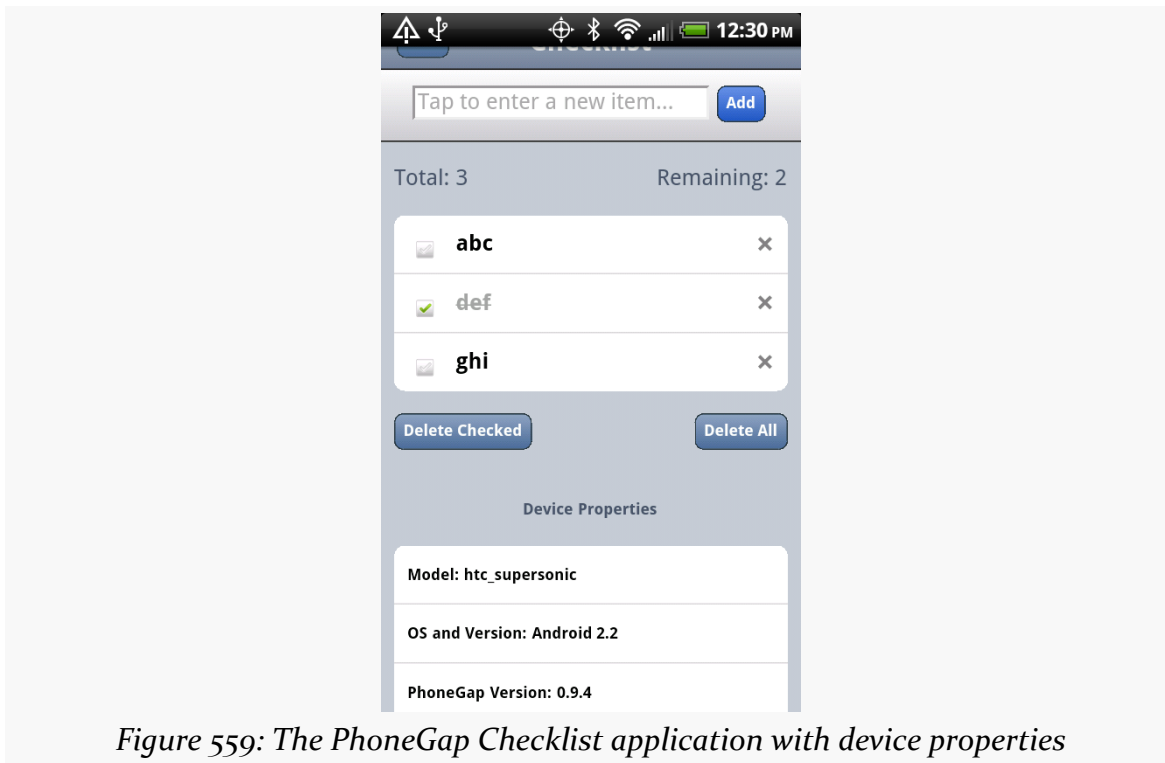 12:30 PM
Checklist
Tap to enter a new item...
Add
Total: 3 Remaining: 2
abc
def
ghi
Delete Checked Delete All
Device Properties
Model: htc_supersonic
OS and Version: Android 2.2
PhoneGap Version: 0.9.4
Figure 559: The PhoneGap Checklist application with device properties